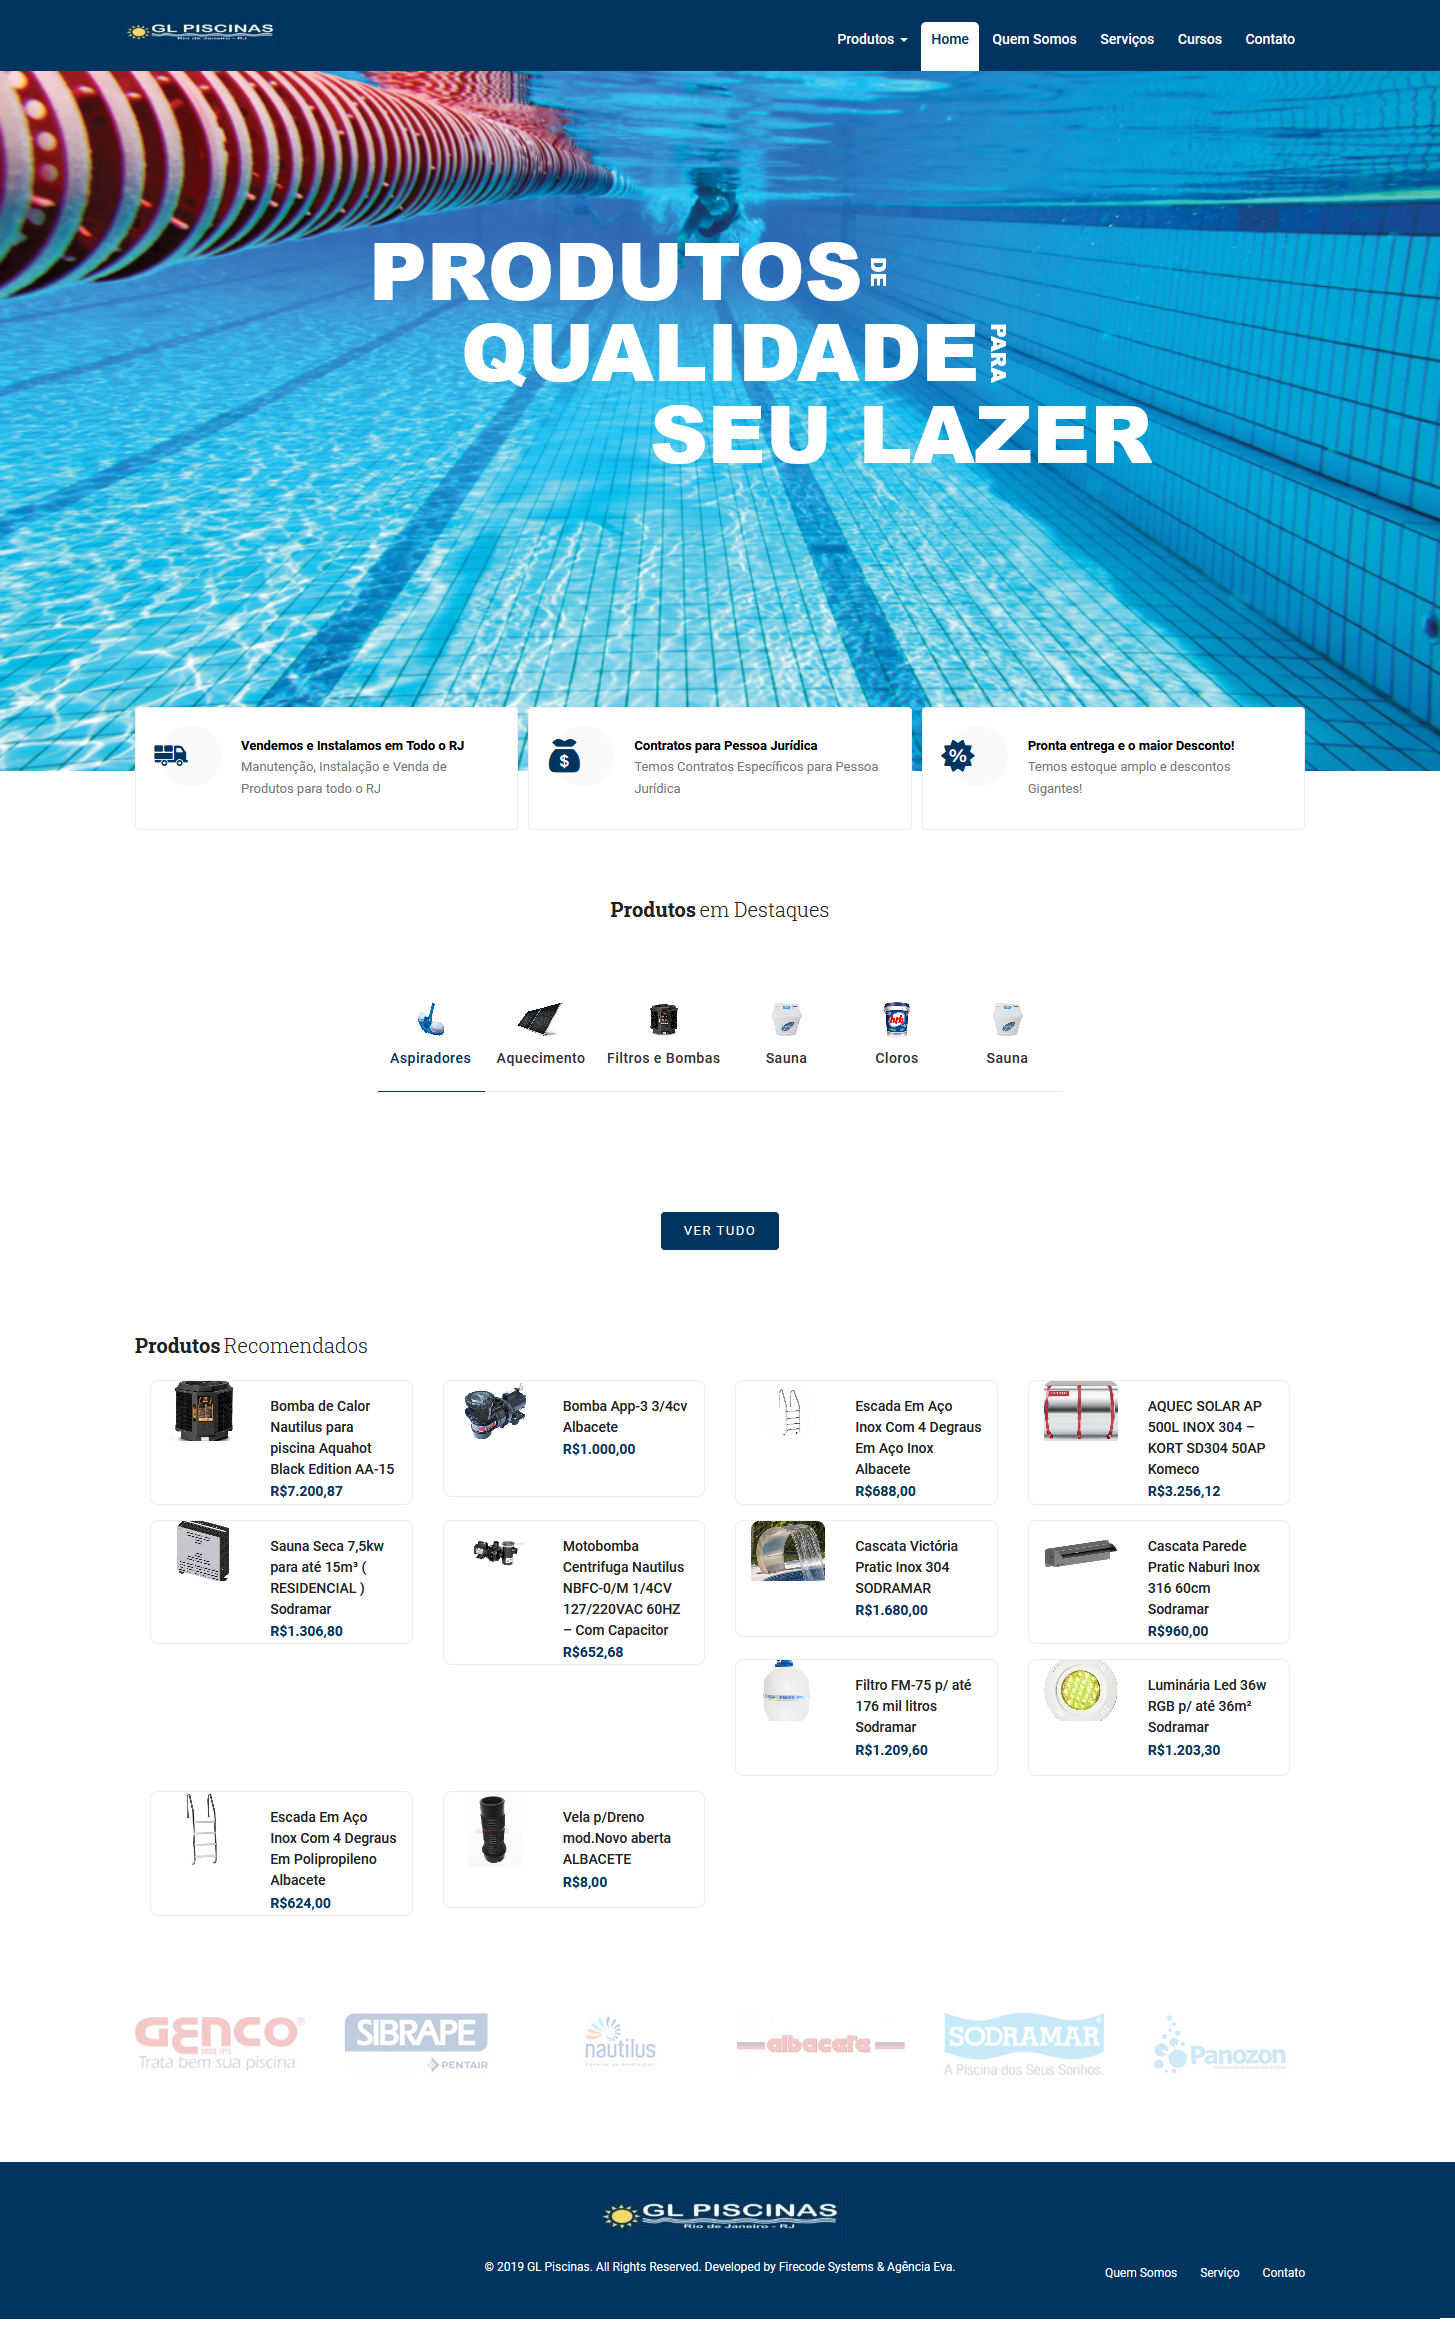 GL PISCINAS
Rio de Janeiro - RJ
Produtos
Home
Quem Somos
Serviços
Cursos
Contato
PRODUTOS DE
QUALIDADE PARA
SEU LAZER
Vendemos e Instalamos em Todo o RJ
Manutenção, Instalação e Venda de
Produtos para todo o RJ
Contratos para Pessoa Jurídica
Temos Contratos Específicos para Pessoa
Jurídica
Pronta entrega e o maior Desconto!
Temos estoque amplo e descontos
Gigantes!
Produtos em Destaques
Aspiradores
Aquecimento
Filtros e Bombas
Sauna
hth
Cloros
Sauna
VER TUDO
Produtos Recomendados
Bomba de Calor
Nautilus para
piscina Aquahot
Black Edition AA-15
R$7.200,87
Bomba App-3 3/4cv
Albacete
R$1.000,00
Escada Em Aço
Inox Com 4 Degraus
Em Aço Inox
Albacete
R$688,00
AQUEC SOLAR AP
500L INOX 304 –
KORT SD304 50AP
Komeco
R$3.256,12
Sauna Seca 7,5kw
para até 15m³ (
RESIDENCIAL )
Sodramar
R$1.306,80
Motobomba
Centrifuga Nautilus
NBFC-0/M 1/4CV
127/220VAC 60HZ
– Com Capacitor
R$652,68
Cascata Victória
Pratic Inox 304
SODRAMAR
R$1.680,00
Cascata Parede
Pratic Naburi Inox
316 60cm
Sodramar
R$960,00
Filtro FM-75 p/ até
176 mil litros
Sodramar
R$1.209,60
Luminária Led 36w
RGB p/ até 36m²
Sodramar
R$1.203,30
Escada Em Aço
Inox Com 4 Degraus
Em Polipropileno
Albacete
R$624,00
Vela p/Dreno
mod.Novo aberta
ALBACETE
R$8,00
GENCO®
DESDE 1973
Trata bem sua piscina
SIBRAPE
PENTAIR
nautilus
albacete
SODRAMAR
A Piscina dos Seus Sonhos.
Panozon
GL PISCINAS
Rio de Janeiro - RJ
© 2019 GL Piscinas. All Rights Reserved. Developed by Firecode Systems & Agência Eva.
Quem Somos
Serviço
Contato